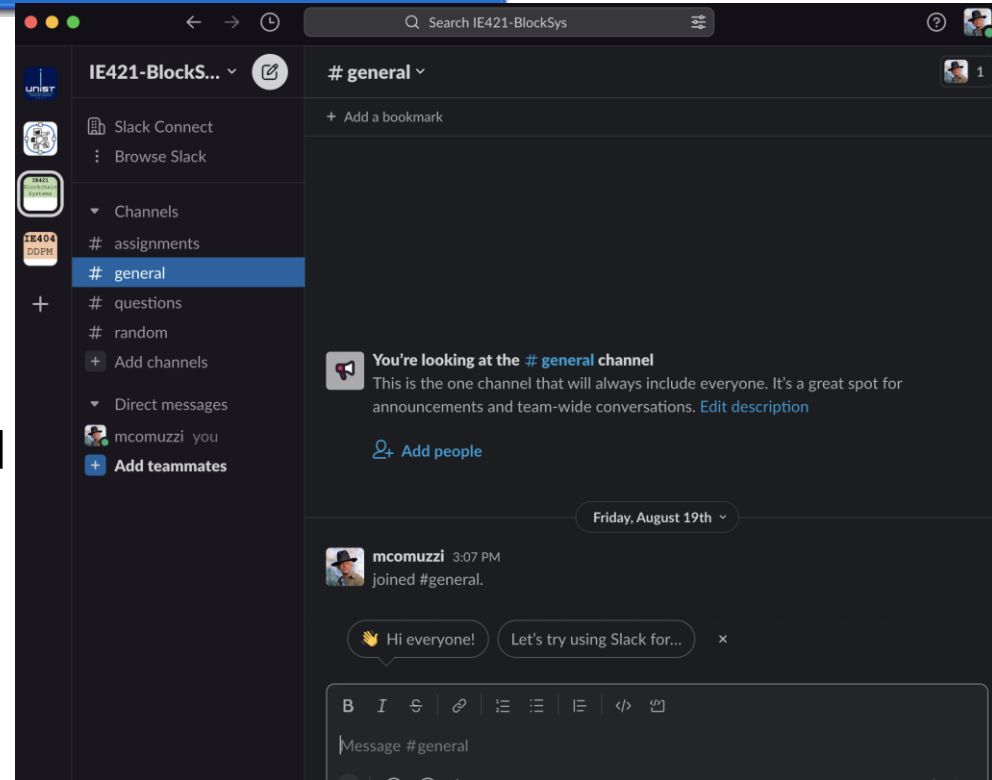 Search IE421-BlockSys
UNIST
IE421-BlockS...
# general
1
+ Add a bookmark
Slack Connect
Browse Slack
IE421
Blockchain
Systems
Channels
# assignments
IE404
DDPM
# general
# questions
# random
+ Add channels
You're looking at the # general channel
This is the one channel that will always include everyone. It's a great spot for
announcements and team-wide conversations. Edit description
Add people
Direct messages
mcomuzzi you
+ Add teammates
Friday, August 19th
mcomuzzi 3:07 PM
joined #general.
👋 Hi everyone!
Let's try using Slack for...
×
B I S
Message #general